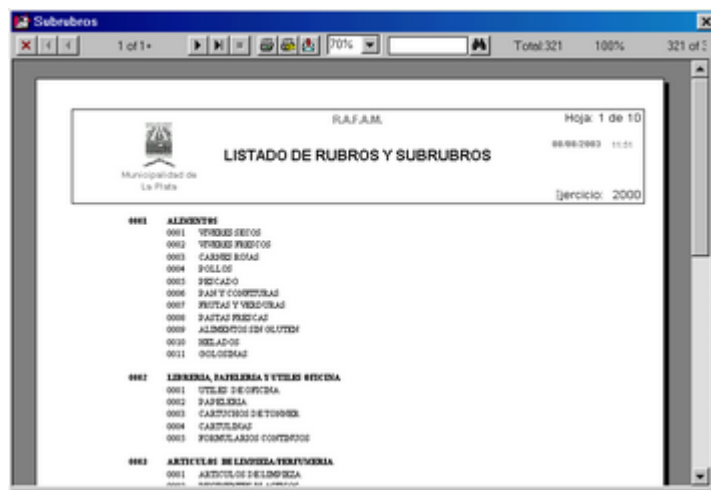 Subrubros
1 of 1+ 70% Total:321 100% 321 of 3
R.A.F.A.M. Hoja: 1 de 10
11:51
LISTADO DE RUBROS Y SUBRUBROS
Municipalidad de
La Plata
Ejercicio: 2000
0001 ALIMENTOS
0001 VIVERES SECOS
0002 VIVERES FRESCOS
0003 CARNES ROJAS
0004 POLLOS
0005 PESCADO
0006 PAN Y CONFITURAS
0007 FRUTAS Y VERDURAS
0008 PASTAS FRESCAS
0009 ALIMENTOS SIN GLUTEN
0010 HELADOS
0011 GOLOSINAS
0002 LIBRERIA, PAPELERIA Y UTILES OFICINA
0001 UTILES DE OFICINA
0002 PAPELERIA
0003 CARTUCHOS DE TONNER
0004 CARTULINAS
0005 FORMULARIOS CONTINUOS
0003 ARTICULOS DE LIMPIEZA/PERFUMERIA
0001 ARTICULOS DE LIMPIEZA